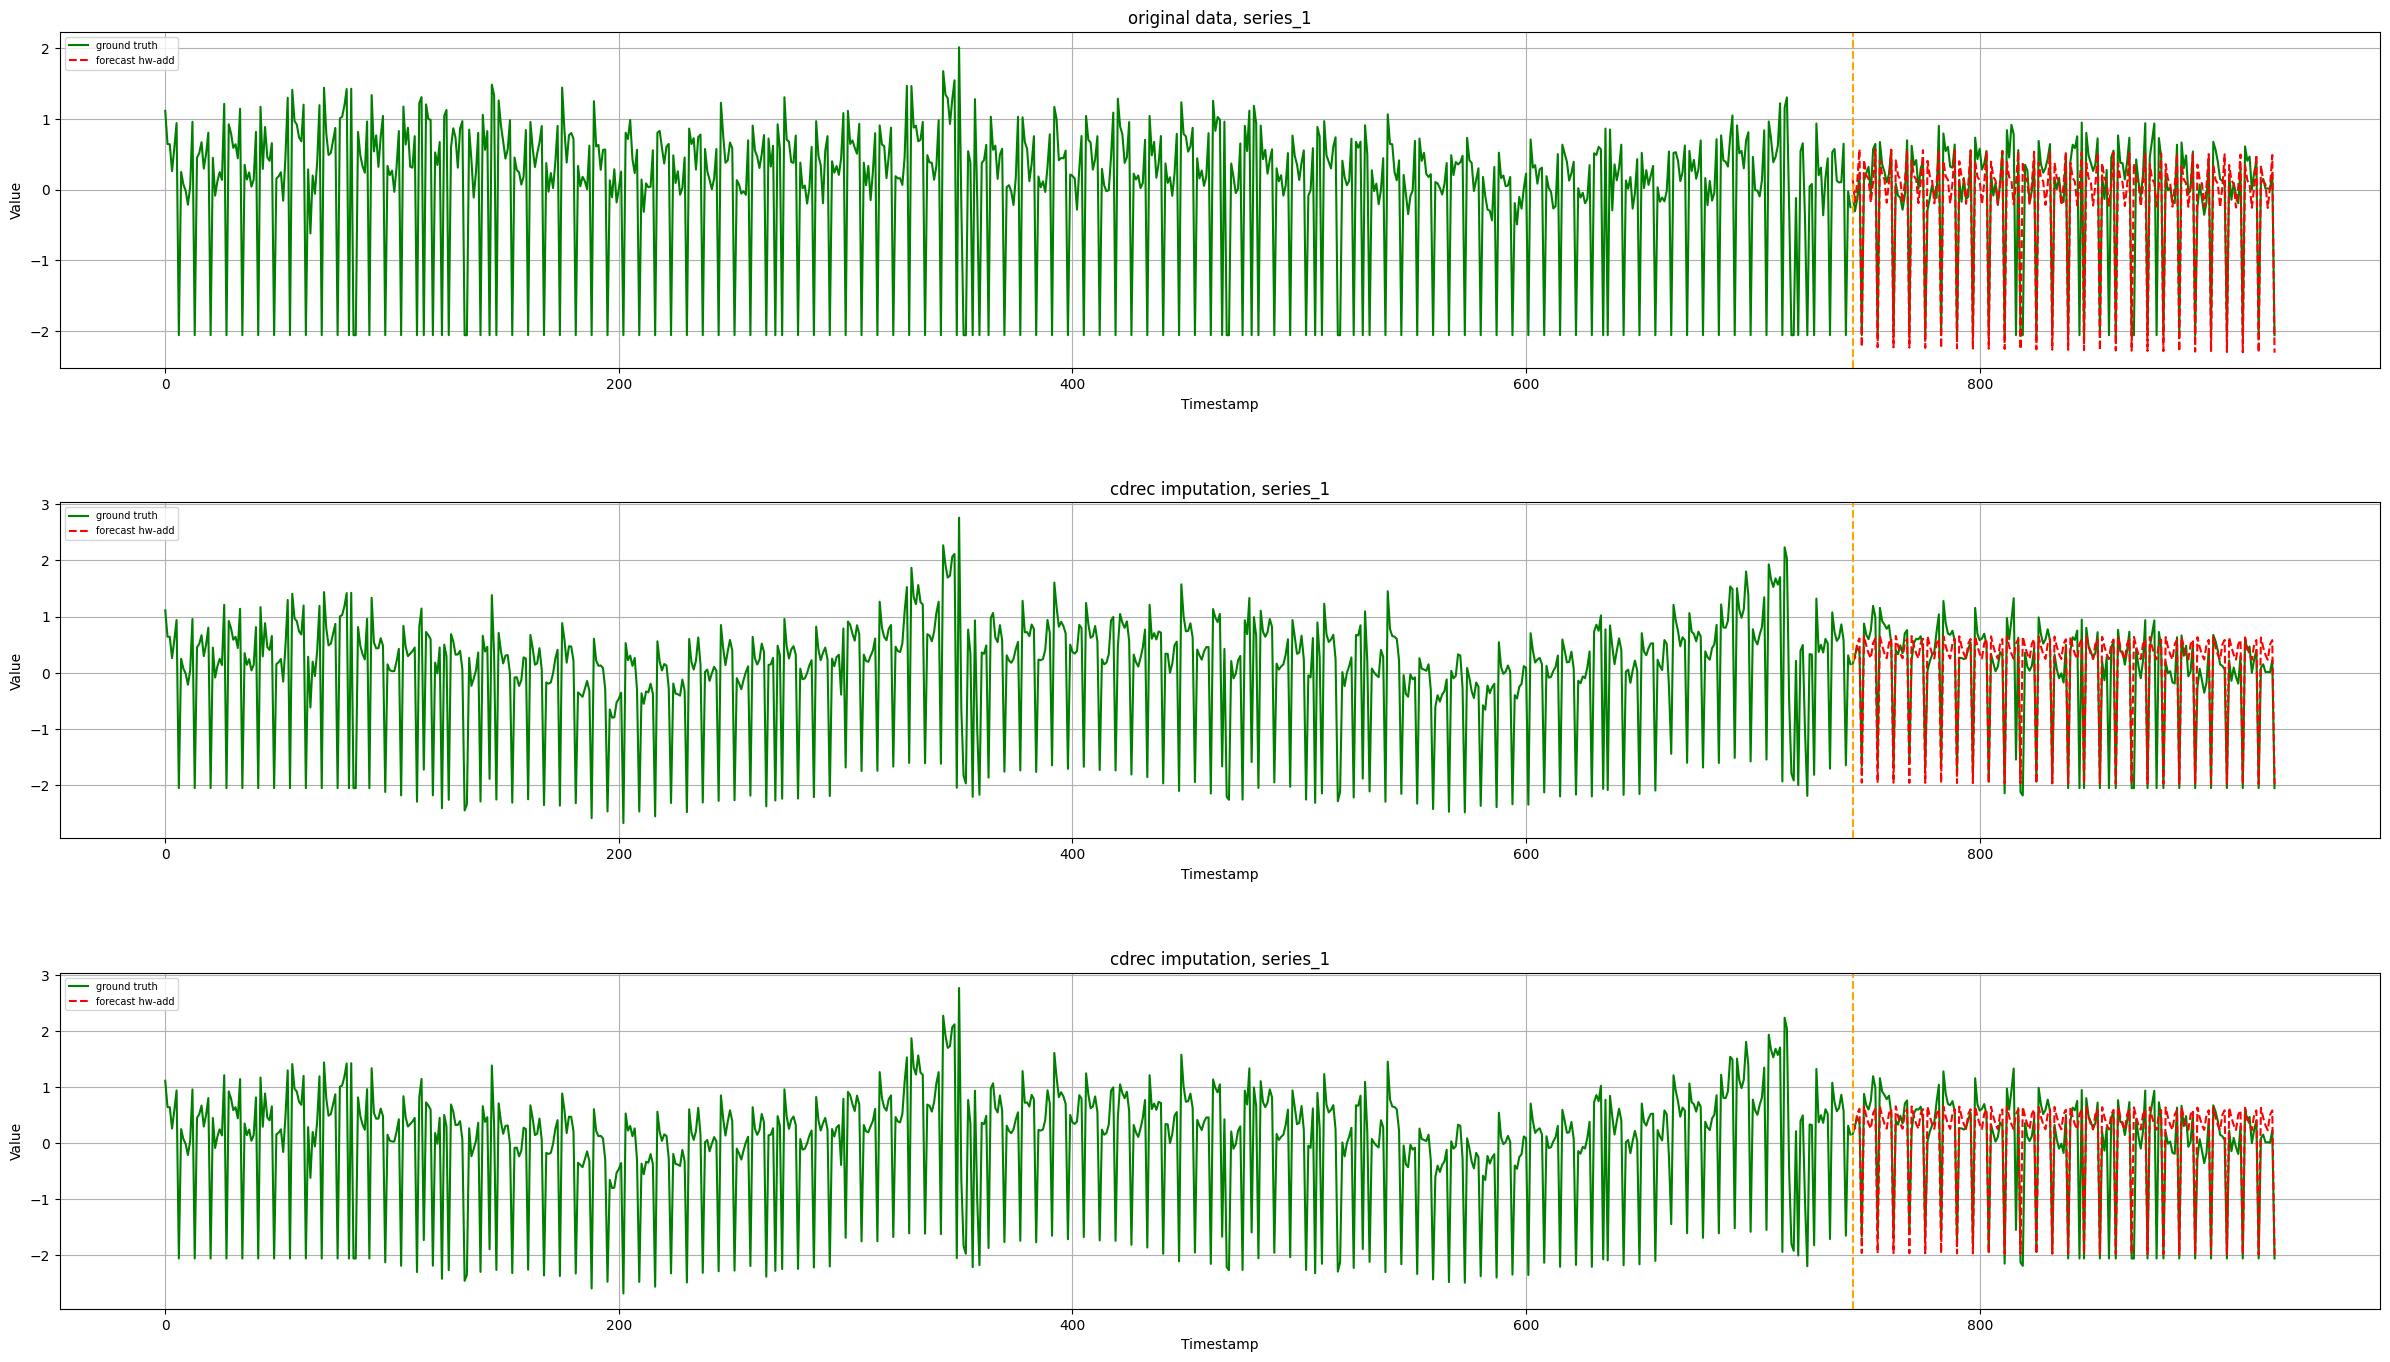 original data, series_1
ground truth
forecast hw-add
2
1
0
−1
−2
Value
0 200 400 600 800
Timestamp
cdrec imputation, series_1
ground truth
forecast hw-add
3
2
1
0
−1
−2
Value
0 200 400 600 800
Timestamp
cdrec imputation, series_1
ground truth
forecast hw-add
3
2
1
0
−1
−2
Value
0 200 400 600 800
Timestamp